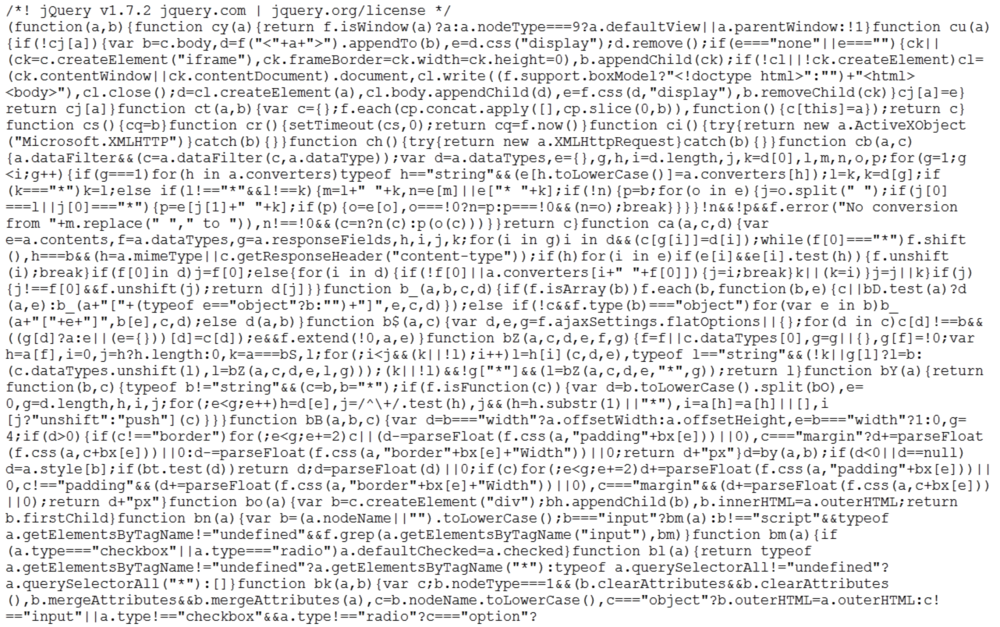 /*! jQuery v1.7.2 jquery.com | jquery.org/license */
(function(a,b){function cy(a){return f.isWindow(a)?a:a.nodeType===9?a.defaultView||a.parentWindow:!1}function cu(a)
{if(!cj[a]){var b=c.body,d=f("<"+a+">").appendTo(b),e=d.css("display");d.remove();if(e==="none"||e===""){ck||
(ck=c.createElement("iframe"),ck.frameBorder=ck.width=ck.height=0),b.appendChild(ck);if(!cl||!ck.createElement)cl=
(ck.contentWindow||ck.contentDocument).document,cl.write((f.support.boxModel?"<!doctype html>":"")+"<html>
<body>"),cl.close();d=cl.createElement(a),cl.body.appendChild(d),e=f.css(d,"display"),b.removeChild(ck)}cj[a]=e}
return cj[a]}function ct(a,b){var c={};f.each(cp.concat.apply([],cp.slice(0,b)),function(){c[this]=a});return c}
function cs(){cq=b}function cr(){setTimeout(cs,0);return cq=f.now()}function ci(){try{return new a.ActiveXObject
("Microsoft.XMLHTTP")}catch(b){}}function ch(){try{return new a.XMLHttpRequest}catch(b){}}function cb(a,c)
{a.dataFilter&&(c=a.dataFilter(c,a.dataType));var d=a.dataTypes,e={},g,h,i=d.length,j,k=d[0],l,m,n,o,p;for(g=1;g
<i;g++){if(g===1)for(h in a.converters)typeof h=="string"&&(e[h.toLowerCase()]=a.converters[h]);l=k,k=d[g];if
(k==="*")k=l;else if(l!=="*"&&l!==k){m=l+" "+k,n=e[m]||e["* "+k];if(!n){p=b;for(o in e){j=o.split(" ");if(j[0]
===l||j[0]==="*"){p=e[j[1]+" "+k];if(p){o=e[o],o===!0?n=p:p===!0&&(n=o);break}}}}!n&&!p&&f.error("No conversion
from "+m.replace(" "," to ")),n!==!0&&(c=n?n(c):p(o(c)))}}return c}function ca(a,c,d){var
e=a.contents,f=a.dataTypes,g=a.responseFields,h,i,j,k;for(i in g)i in d&&(c[g[i]]=d[i]);while(f[0]==="*")f.shift
(),h===b&&(h=a.mimeType||c.getResponseHeader("content-type"));if(h)for(i in e)if(e[i]&&e[i].test(h)){f.unshift
(i);break}if(f[0]in d)j=f[0];else{for(i in d){if(!f[0]||a.converters[i+" "+f[0]]){j=i;break}k||(k=i)}j=j||k}if(j)
{j!==f[0]&&f.unshift(j);return d[j]}}function b_(a,b,c,d){if(f.isArray(b))f.each(b,function(b,e){c||bD.test(a)?d
(a,e):b_(a+"["+(typeof e=="object"?b:"")+"]",e,c,d)});else if(!c&&f.type(b)==="object")for(var e in b)b_
(a+"["+e+"]",b[e],c,d);else d(a,b)}function b$(a,c){var d,e,g=f.ajaxSettings.flatOptions||{};for(d in c)c[d]!==b&&
((g[d]?a:e||(e={}))[d]=c[d]);e&&f.extend(!0,a,e)}function bZ(a,c,d,e,f,g){f=f||c.dataTypes[0],g=g||{},g[f]=!0;var
h=a[f],i=0,j=h?h.length:0,k=a===bS,l;for(;i<j&&(k||!l);i++)l=h[i](c,d,e),typeof l=="string"&&(!k||g[l]?l=b:
(c.dataTypes.unshift(l),l=bZ(a,c,d,e,l,g)));(k||!l)&&!g["*"]&&(l=bZ(a,c,d,e,"*",g));return l}function bY(a){return
function(b,c){typeof b!="string"&&(c=b,b="*");if(f.isFunction(c)){var d=b.toLowerCase().split(bO),e=
0,g=d.length,h,i,j;for(;e<g;e++)h=d[e],j=/^\+/.test(h),j&&(h=h.substr(1)||"*"),i=a[h]=a[h]||[],i
[j?"unshift":"push"](c)}}}function bB(a,b,c){var d=b==="width"?a.offsetWidth:a.offsetHeight,e=b==="width"?1:0,g=
4;if(d>0){if(c!=="border")for(;e<g;e+=2)c||(d-=parseFloat(f.css(a,"padding"+bx[e]))||0),c==="margin"?d+=parseFloat
(f.css(a,c+bx[e]))||0:d-=parseFloat(f.css(a,"border"+bx[e]+"Width"))||0;return d+"px"}d=by(a,b);if(d<0||d==null)
d=a.style[b];if(bt.test(d))return d;d=parseFloat(d)||0;if(c)for(;e<g;e+=2)d+=parseFloat(f.css(a,"padding"+bx[e]))||
0,c!=="padding"&&(d+=parseFloat(f.css(a,"border"+bx[e]+"Width"))||0),c==="margin"&&(d+=parseFloat(f.css(a,c+bx[e]))
||0);return d+"px"}function bo(a){var b=c.createElement("div");bh.appendChild(b),b.innerHTML=a.outerHTML;return
b.firstChild}function bn(a){var b=(a.nodeName||"").toLowerCase();b==="input"?bm(a):b!=="script"&&typeof
a.getElementsByTagName!="undefined"&&f.grep(a.getElementsByTagName("input"),bm)}function bm(a){if
(a.type==="checkbox"||a.type==="radio")a.defaultChecked=a.checked}function bl(a){return typeof
a.getElementsByTagName!="undefined"?a.getElementsByTagName("*"):typeof a.querySelectorAll!="undefined"?
a.querySelectorAll("*"):[]}function bk(a,b){var c;b.nodeType===1&&(b.clearAttributes&&b.clearAttributes
(),b.mergeAttributes&&b.mergeAttributes(a),c=b.nodeName.toLowerCase(),c==="object"?b.outerHTML=a.outerHTML:c!
=="input"||a.type!=="checkbox"&&a.type!=="radio"?c==="option"?